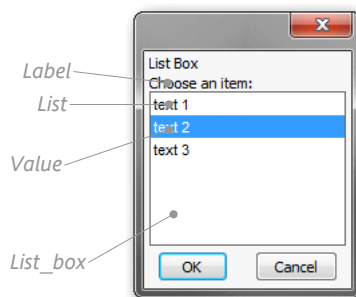 List Box
Label
Choose an item:
List
text 1
text 2
Value
text 3
List_box
OK
Cancel